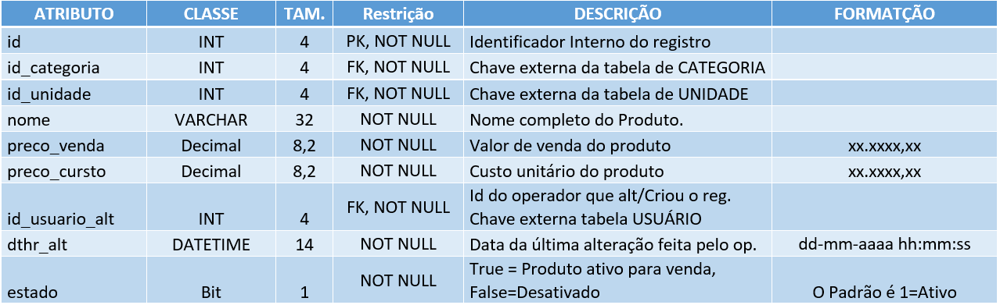 ATRIBUTO CLASSE TAM. Restrição DESCRIÇÃO FORMATÇÃO
id INT 4 PK, NOT NULL Identificador Interno do registro
id_categoria INT 4 FK, NOT NULL Chave externa da tabela de CATEGORIA
id_unidade INT 4 FK, NOT NULL Chave externa da tabela de UNIDADE
nome VARCHAR 32 NOT NULL Nome completo do Produto.
preco_venda Decimal 8,2 NOT NULL Valor de venda do produto xx.xxxx,xx
preco_cursto Decimal 8,2 NOT NULL Custo unitário do produto xx.xxxx,xx
FK, NOT NULL Id do operador que alt/Criou o reg.
id_usuario_alt INT 4 Chave externa tabela USUÁRIO
dthr_alt DATETIME 14 NOT NULL Data da última alteração feita pelo op. dd-mm-aaaa hh:mm:ss
NOT NULL True = Produto ativo para venda,
estado Bit 1 False=Desativado O Padrão é 1=Ativo